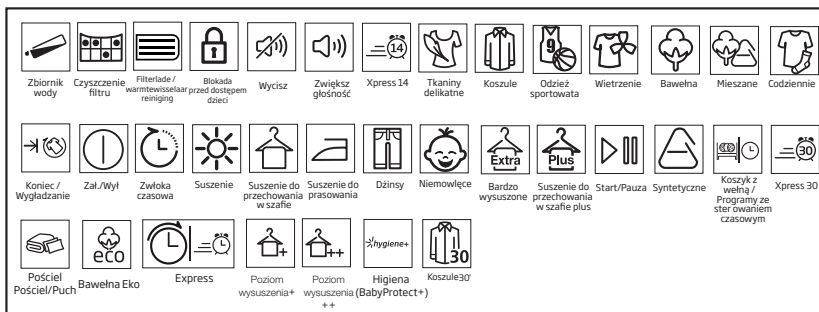 14
9
Zbiornik wody
Czyszczenie filtru
Filterlade / warmtewisselaar reiniging
Blokada przed dostępem dzieci
Wycisz
Zwiększ głośność
Xpress 14
Tkaniny delikatne
Koszule
Odzież sportowata
Wietrzenie
Bawełna
Mieszane
Codziennie
Extra
Plus
30
Koniec / Wygładzanie
Zał./Wył
Zwłoka czasowa
Suszenie
Suszenie do przechowania w szafie
Suszenie do prasowania
Dżinsy
Niemowlęce
Bardzo wysuszone
Suszenie do przechowania w szafie plus
Start/Pauza
Syntetyczne
Koszyk z wełną / Programy ze ster owaniem czasowym
Xpress 30
eco
+
++
hygiene+
30
Pościel Pościel/Puch
Bawełna Eko
Express
Poziom wysuszenia+
Poziom wysuszenia ++
Higiena (BabyProtect+)
Koszule30'